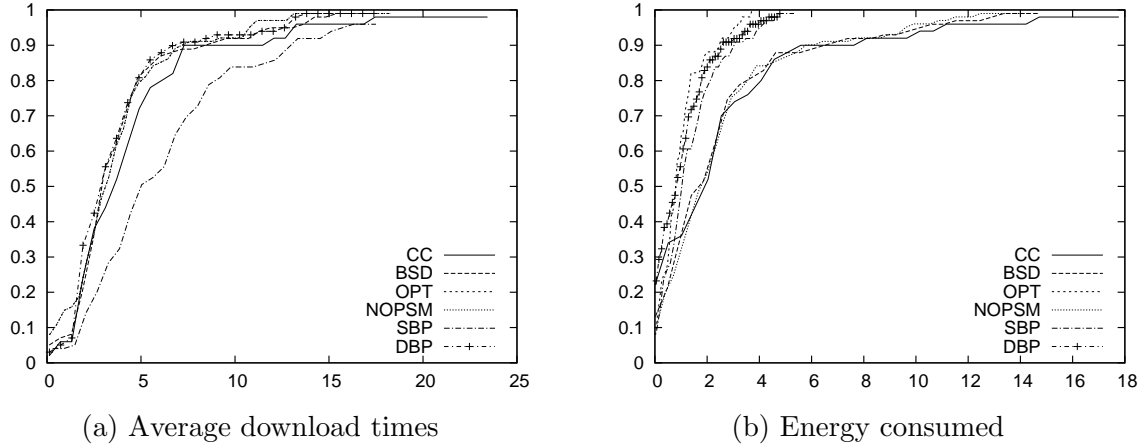 1
0.9
0.8
0.7
0.6
0.5
0.4
0.3
0.2
0.1
0
0 5 10 15 20 25
CC
BSD
OPT
NOPSM
SBP
DBP
(a) Average download times
1
0.9
0.8
0.7
0.6
0.5
0.4
0.3
0.2
0.1
0
0 2 4 6 8 10 12 14 16 18
CC
BSD
OPT
NOPSM
SBP
DBP
(b) Energy consumed